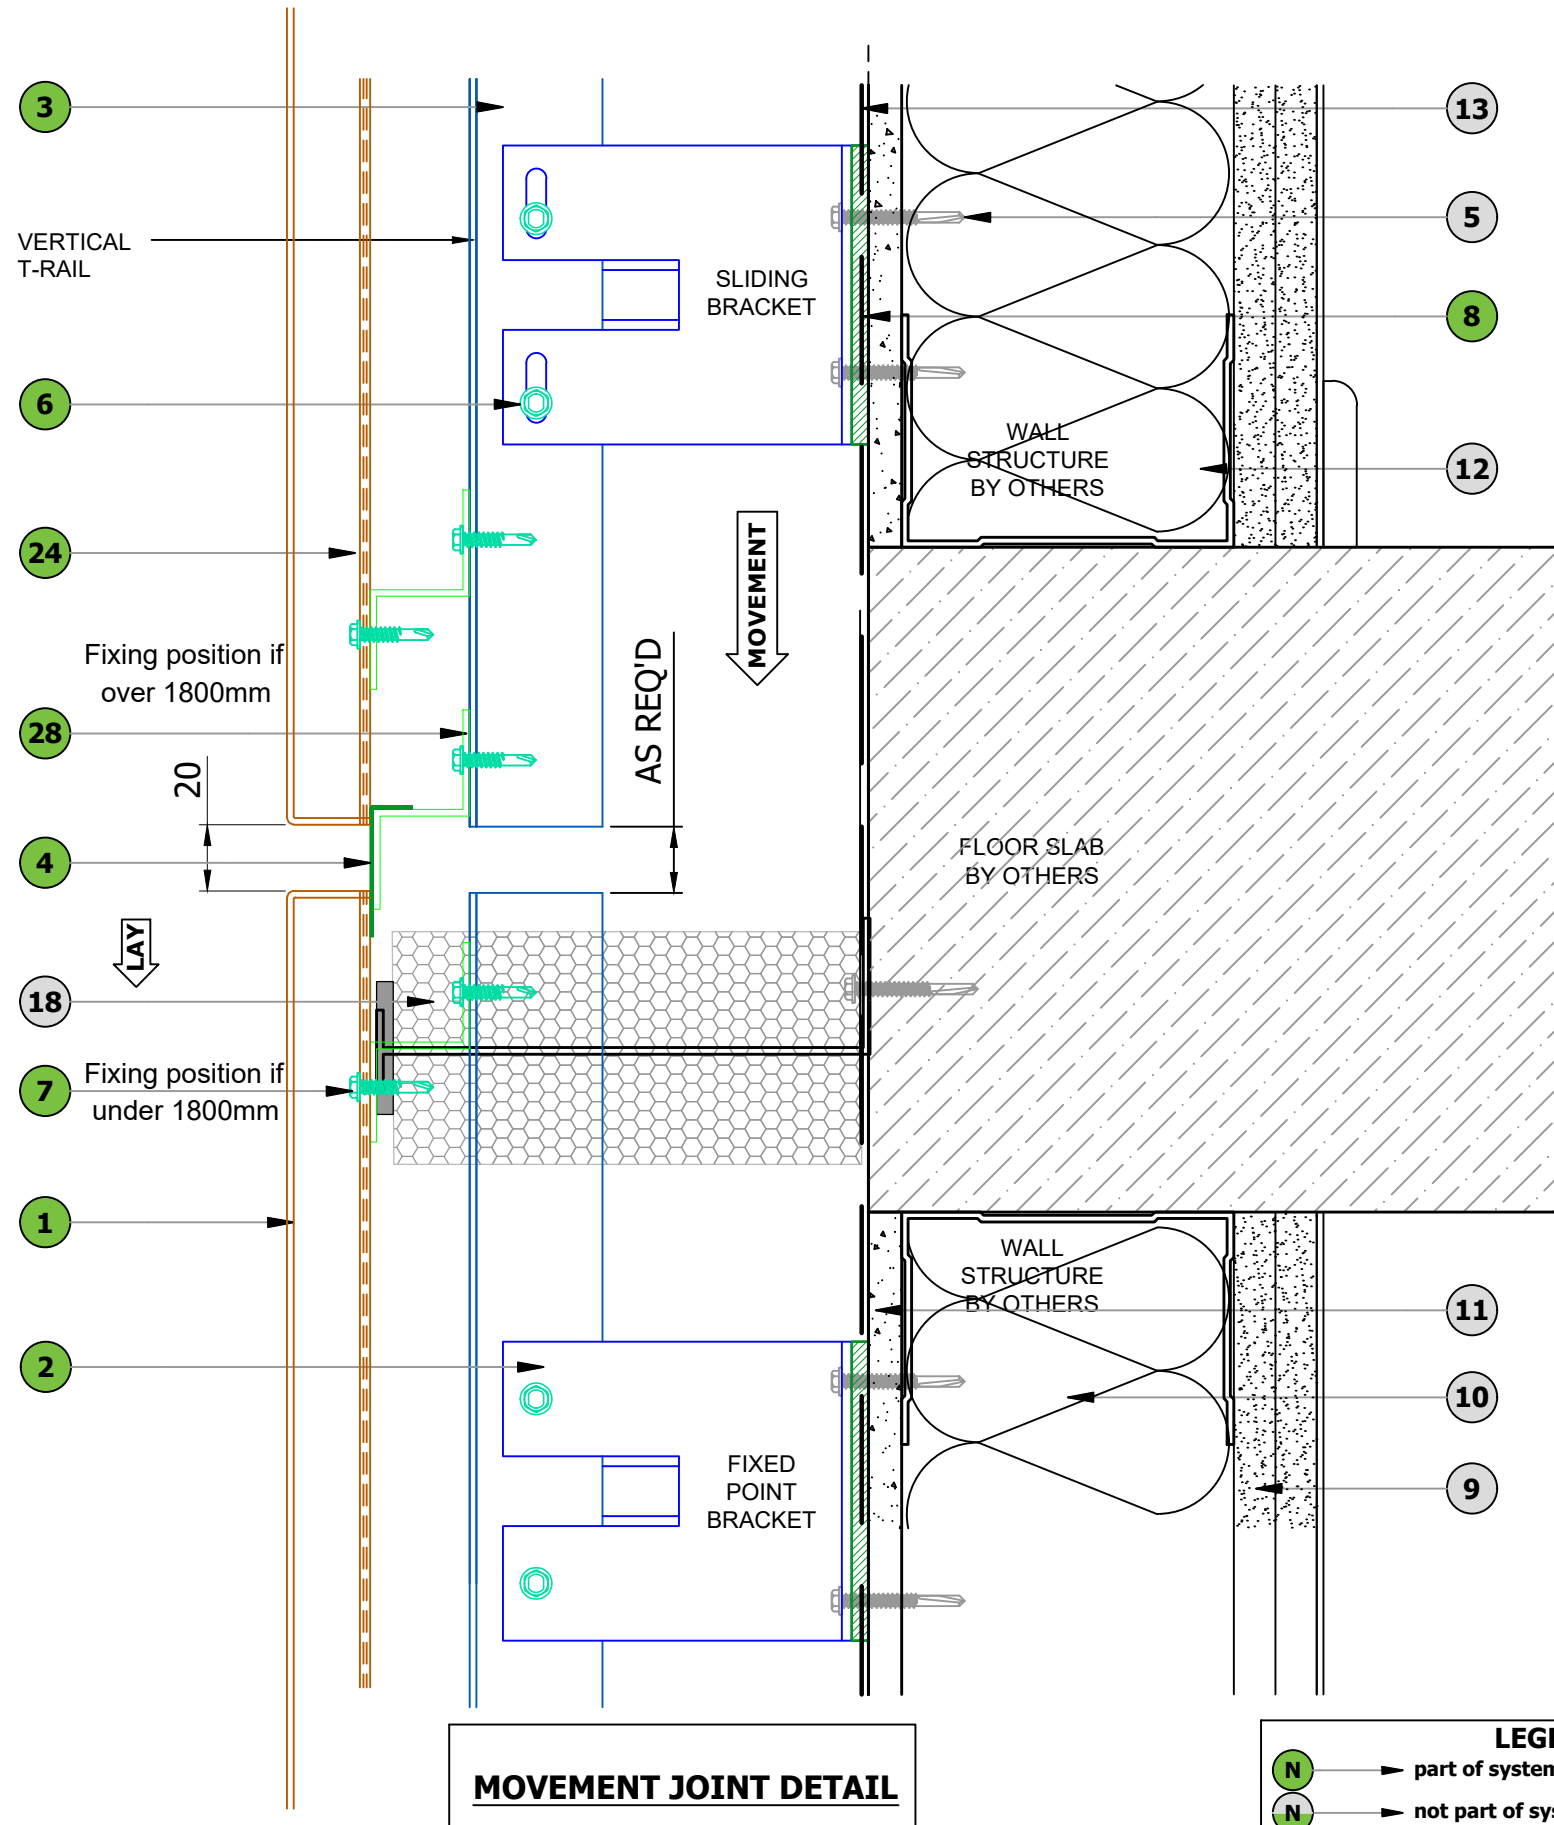 3
13
5
VERTICAL
T-RAIL
SLIDING
BRACKET
8
6
WALL
STRUCTURE
BY OTHERS
12
24
MOVEMENT
Fixing position if
over 1800mm
AS REQ'D
28
20
4
FLOOR SLAB
BY OTHERS
LAY
18
7
Fixing position if
under 1800mm
1
WALL
STRUCTURE
BY OTHERS
11
2
10
FIXED
POINT
BRACKET
9
MOVEMENT JOINT DETAIL
N
part of system
N